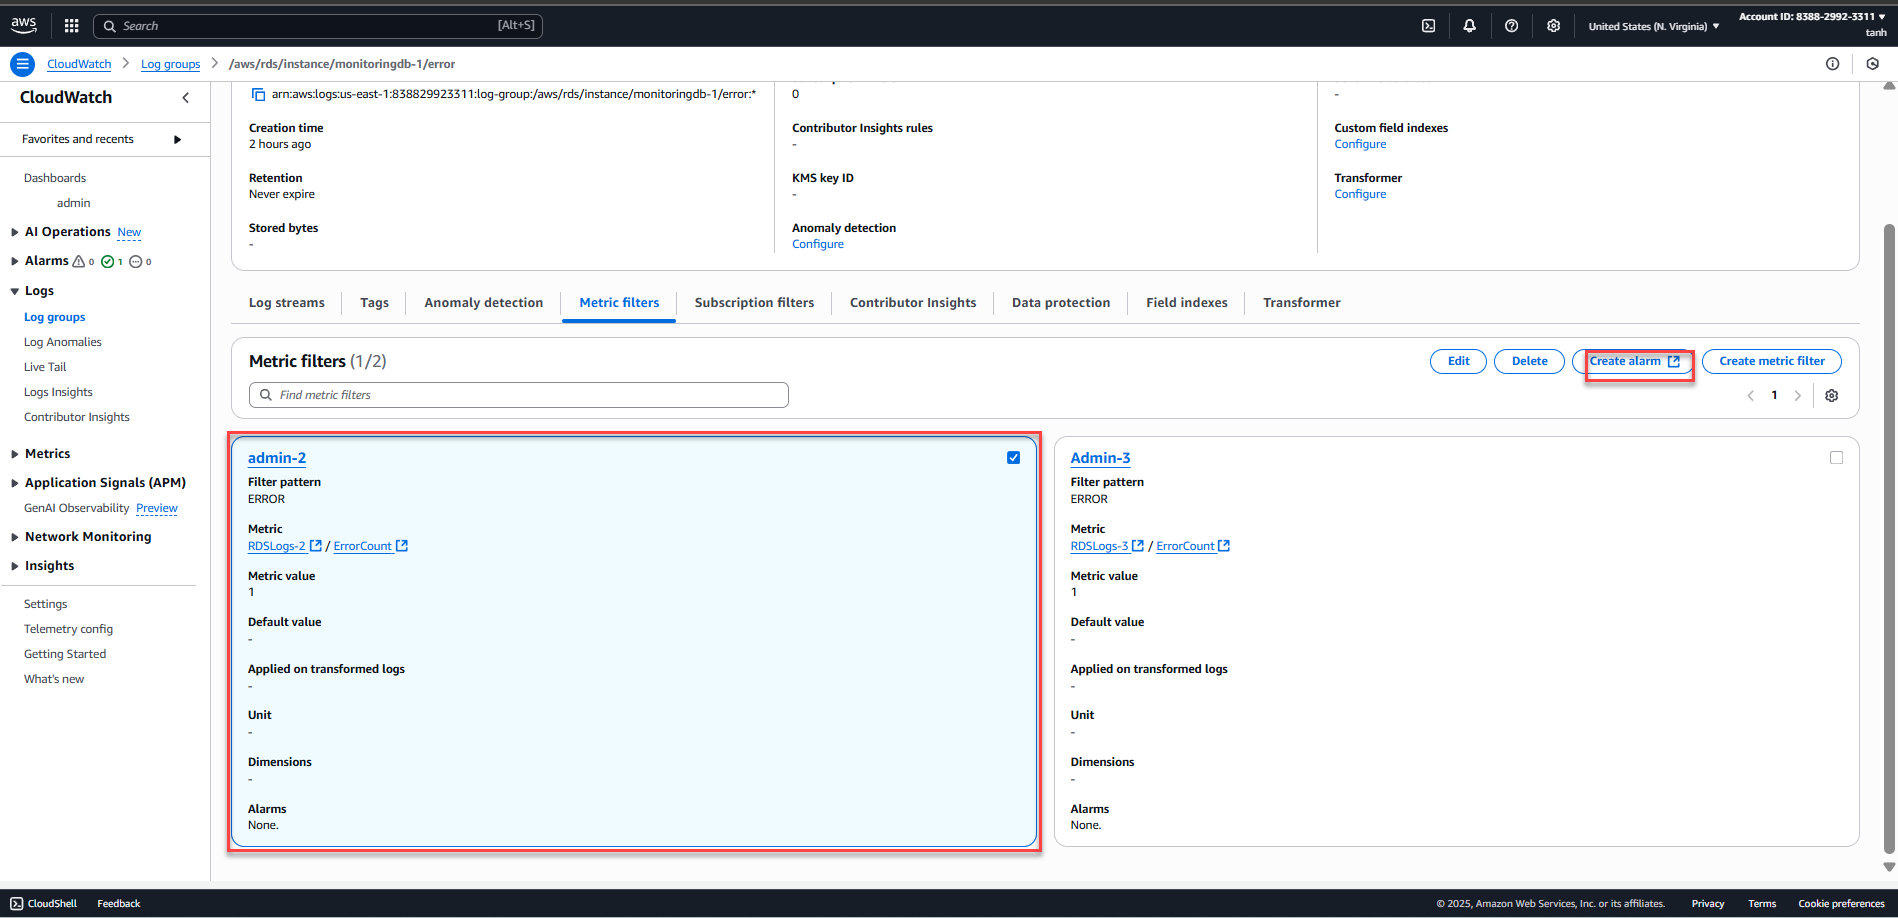 aws
Search [Alt+S]
United States (N. Virginia) ▼
Account ID: 8388-2992-3311 ▼
tanh
CloudWatch > Log groups > /aws/rds/instance/monitoringdb-1/error
CloudWatch
Favorites and recents
Dashboards
admin
AI Operations New
Alarms 0 1 0
Logs
Log groups
Log Anomalies
Live Tail
Logs Insights
Contributor Insights
Metrics
Application Signals (APM)
GenAI Observability Preview
Network Monitoring
Insights
Settings
Telemetry config
Getting Started
What's new
arn:aws:logs:us-east-1:838829923311:log-group:/aws/rds/instance/monitoringdb-1/error:*
Creation time
2 hours ago
Retention
Never expire
Stored bytes
-
0
Contributor Insights rules
-
KMS key ID
-
Anomaly detection
Configure
-
Custom field indexes
Configure
Transformer
Configure
Log streams Tags Anomaly detection Metric filters Subscription filters Contributor Insights Data protection Field indexes Transformer
Metric filters (1/2)
Edit Delete Create alarm Create metric filter
Find metric filters
1
admin-2
Filter pattern
ERROR
Metric
RDSLogs-2 / ErrorCount
Metric value
1
Default value
-
Applied on transformed logs
-
Unit
-
Dimensions
-
Alarms
None.
Admin-3
Filter pattern
ERROR
Metric
RDSLogs-3 / ErrorCount
Metric value
1
Default value
-
Applied on transformed logs
-
Unit
-
Dimensions
-
Alarms
None.
CloudShell Feedback
© 2025, Amazon Web Services, Inc. or its affiliates. Privacy Terms Cookie preferences